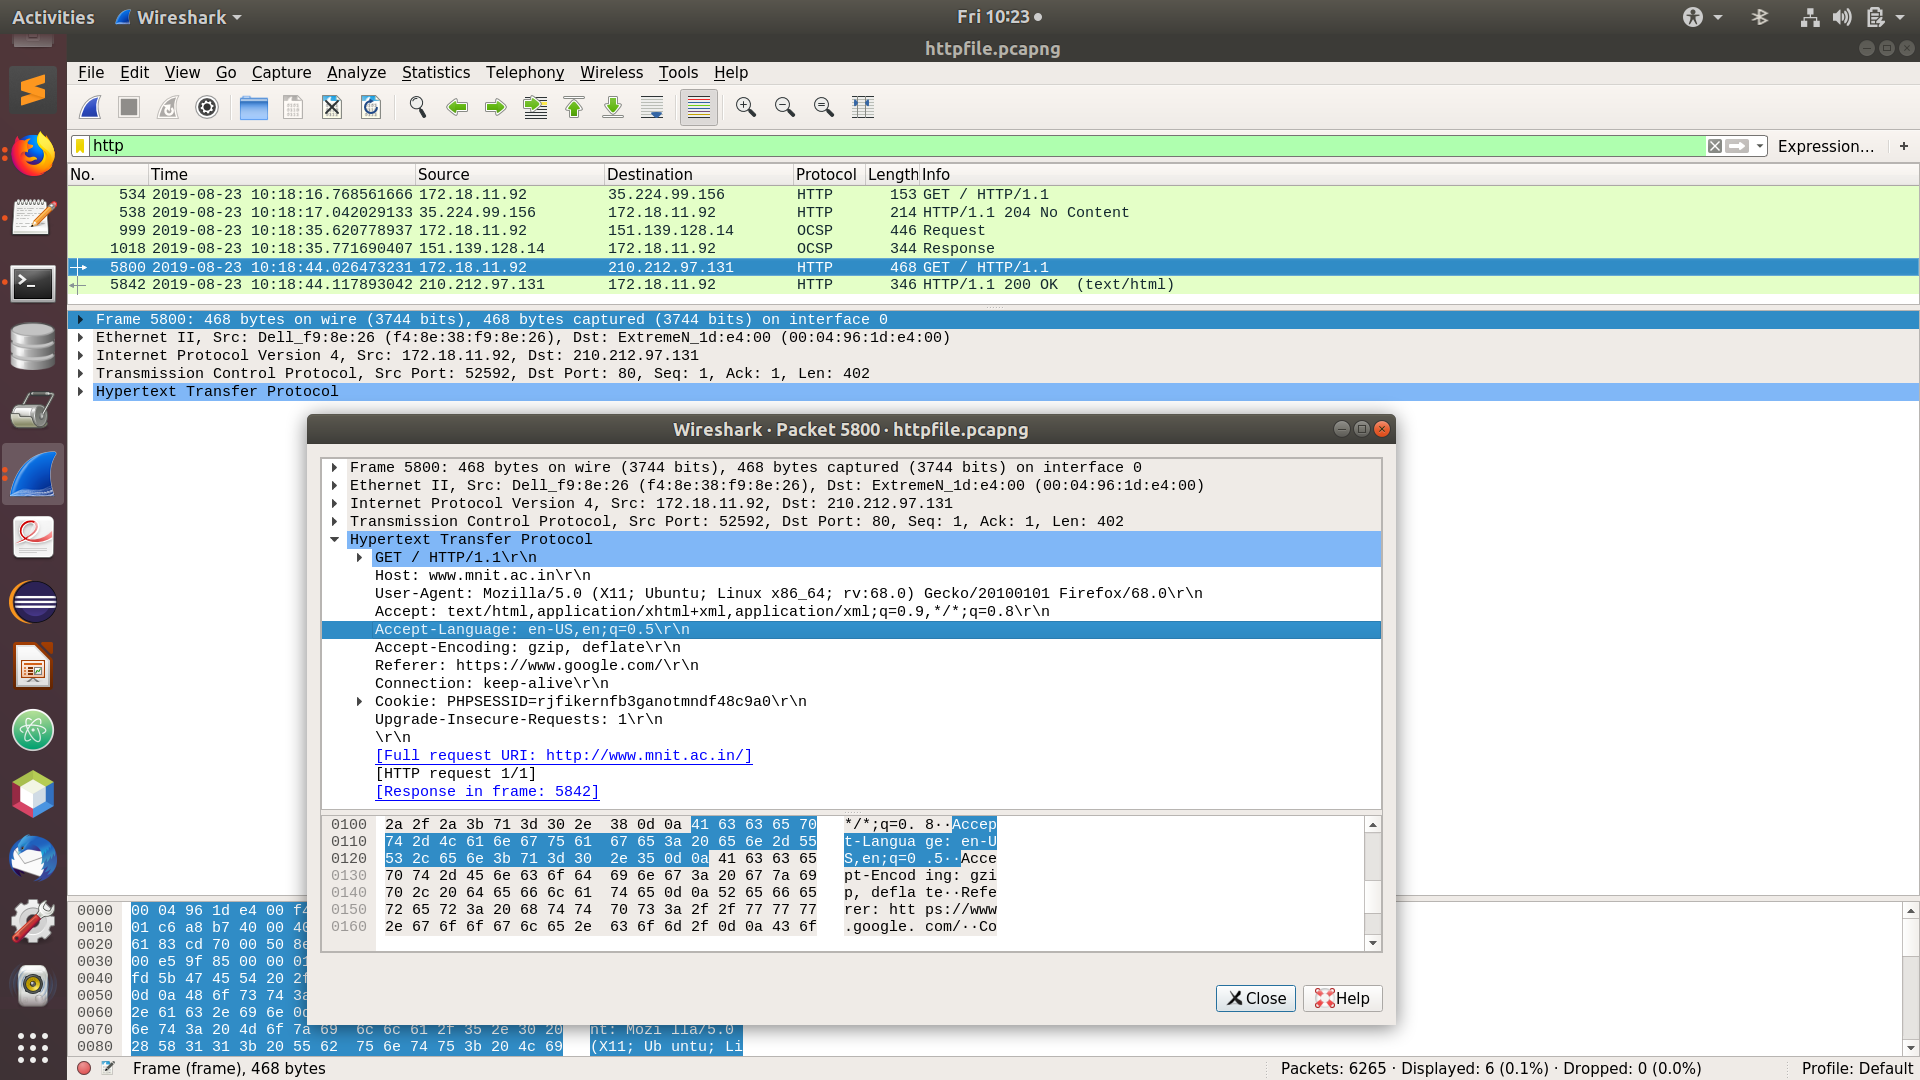 Activities
Wireshark
Fri 10:23
httpfile.pcapng
File Edit View Go Capture Analyze Statistics Telephony Wireless Tools Help
http
Expression...
+
No. Time Source Destination Protocol Length Info
534 2019-08-23 10:18:16.768561666 172.18.11.92 35.224.99.156 HTTP 153 GET / HTTP/1.1
538 2019-08-23 10:18:17.042029133 35.224.99.156 172.18.11.92 HTTP 214 HTTP/1.1 204 No Content
999 2019-08-23 10:18:35.620778937 172.18.11.92 151.139.128.14 OCSP 446 Request
1018 2019-08-23 10:18:35.771690407 151.139.128.14 172.18.11.92 OCSP 344 Response
5800 2019-08-23 10:18:44.026473231 172.18.11.92 210.212.97.131 HTTP 468 GET / HTTP/1.1
5842 2019-08-23 10:18:44.117893042 210.212.97.131 172.18.11.92 HTTP 346 HTTP/1.1 200 OK (text/html)
Frame 5800: 468 bytes on wire (3744 bits), 468 bytes captured (3744 bits) on interface 0
Ethernet II, Src: Dell_f9:8e:26 (f4:8e:38:f9:8e:26), Dst: ExtremeN_1d:e4:00 (00:04:96:1d:e4:00)
Internet Protocol Version 4, Src: 172.18.11.92, Dst: 210.212.97.131
Transmission Control Protocol, Src Port: 52592, Dst Port: 80, Seq: 1, Ack: 1, Len: 402
Hypertext Transfer Protocol
Wireshark · Packet 5800 · httpfile.pcapng
Frame 5800: 468 bytes on wire (3744 bits), 468 bytes captured (3744 bits) on interface 0
Ethernet II, Src: Dell_f9:8e:26 (f4:8e:38:f9:8e:26), Dst: ExtremeN_1d:e4:00 (00:04:96:1d:e4:00)
Internet Protocol Version 4, Src: 172.18.11.92, Dst: 210.212.97.131
Transmission Control Protocol, Src Port: 52592, Dst Port: 80, Seq: 1, Ack: 1, Len: 402
Hypertext Transfer Protocol
GET / HTTP/1.1\r\n
Host: www.mnit.ac.in\r\n
User-Agent: Mozilla/5.0 (X11; Ubuntu; Linux x86_64; rv:68.0) Gecko/20100101 Firefox/68.0\r\n
Accept: text/html,application/xhtml+xml,application/xml;q=0.9,*/*;q=0.8\r\n
Accept-Language: en-US,en;q=0.5\r\n
Accept-Encoding: gzip, deflate\r\n
Referer: https://www.google.com/\r\n
Connection: keep-alive\r\n
Cookie: PHPSESSID=rjfikernfb3ganotmndf48c9a0\r\n
Upgrade-Insecure-Requests: 1\r\n
\r\n
[Full request URI: http://www.mnit.ac.in/]
[HTTP request 1/1]
[Response in frame: 5842]
0100 2a 2f 2a 3b 71 3d 30 2e 38 0d 0a 41 63 63 65 70 */*;q=0. 8··Accep
0110 74 2d 4c 61 6e 67 75 61 67 65 3a 20 65 6e 2d 55 t-Langua ge: en-U
0120 53 2c 65 6e 3b 71 3d 30 2e 35 0d 0a 41 63 63 65 S,en;q=0 .5··Acce
0130 70 74 2d 45 6e 63 6f 64 69 6e 67 3a 20 67 7a 69 pt-Encod ing: gzi
0140 70 2c 20 64 65 66 6c 61 74 65 0d 0a 52 65 66 65 p, defla te··Refe
0150 72 65 72 3a 20 68 74 74 70 73 3a 2f 2f 77 77 77 rer: htt ps://www
0160 2e 67 6f 6f 67 6c 65 2e 63 6f 6d 2f 0d 0a 43 6f .google. com/··Co
Close
Help
0000 00 04 96 1d e4 00 f4
0010 01 c6 a8 b7 40 00 40
0020 61 83 cd 70 00 50 8e
0030 00 e5 9f 85 00 00 01
0040 fd 5b 47 45 54 20 2f
0050 0d 0a 48 6f 73 74 3a
0060 2e 61 63 2e 69 6e 0d
0070 6e 74 3a 20 4d 6f 7a 69 6c 6c 61 2f 35 2e 30 20 nt: Mozi lla/5.0
0080 28 58 31 31 3b 20 55 62 75 6e 74 75 3b 20 4c 69 (X11; Ub untu; Li
Frame (frame), 468 bytes
Packets: 6265 · Displayed: 6 (0.1%) · Dropped: 0 (0.0%)
Profile: Default